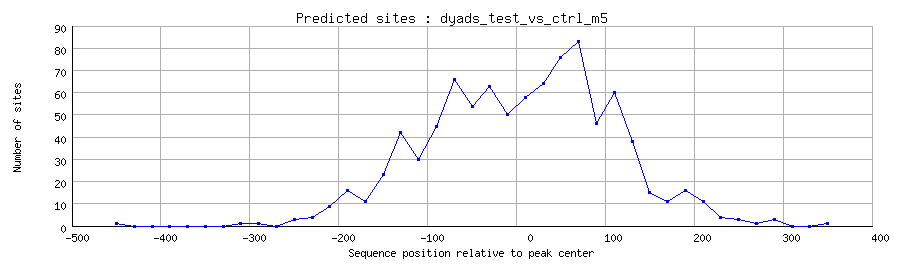 Predicted sites : dyads_test_vs_ctrl_m5
90
80
70
60
50
40
30
20
10
0
Number of sites
-500 -400 -300 -200 -100 0 100 200 300 400
Sequence position relative to peak center